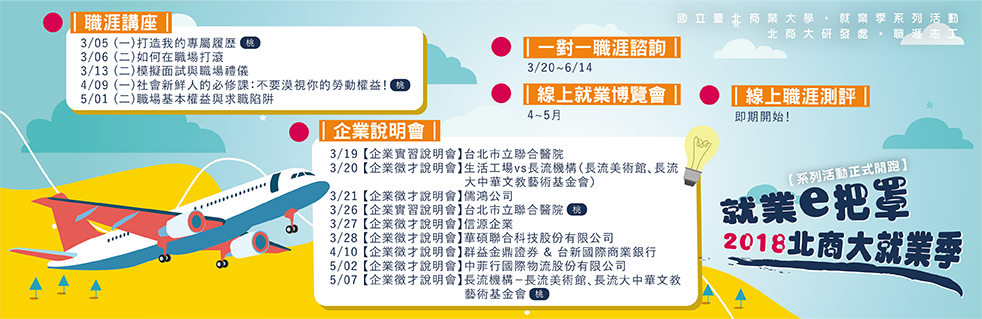 國立臺北商業大學・就業季系列活動
北商大研發處・職涯志工
職涯講座
3/05 (一)打造我的專屬履歷 桃
3/06 (二)如何在職場打滾
3/13 (二)模擬面試與職場禮儀
4/09 (一)社會新鮮人的必修課:不要漠視你的勞動權益! 桃
5/01 (二)職場基本權益與求職陷阱
一對一職涯諮詢
3/20~6/14
線上就業博覽會
4~5月
線上職涯測評
即期開始!
企業說明會
3/19【企業實習說明會】台北市立聯合醫院
3/20【企業徵才說明會】生活工場vs長流機構(長流美術館、長流
大中華文教藝術基金會)
3/21【企業徵才說明會】儒鴻公司
3/26【企業實習說明會】台北市立聯合醫院 桃
3/27【企業徵才說明會】信源企業
3/28【企業徵才說明會】華碩聯合科技股份有限公司
4/10【企業徵才說明會】群益金鼎證券 & 台新國際商業銀行
5/02【企業徵才說明會】中菲行國際物流股份有限公司
5/07【企業徵才說明會】長流機構-長流美術館、長流大中華文教
藝術基金會 桃
【系列活動正式開跑】
就業e把罩
2018北商大就業季